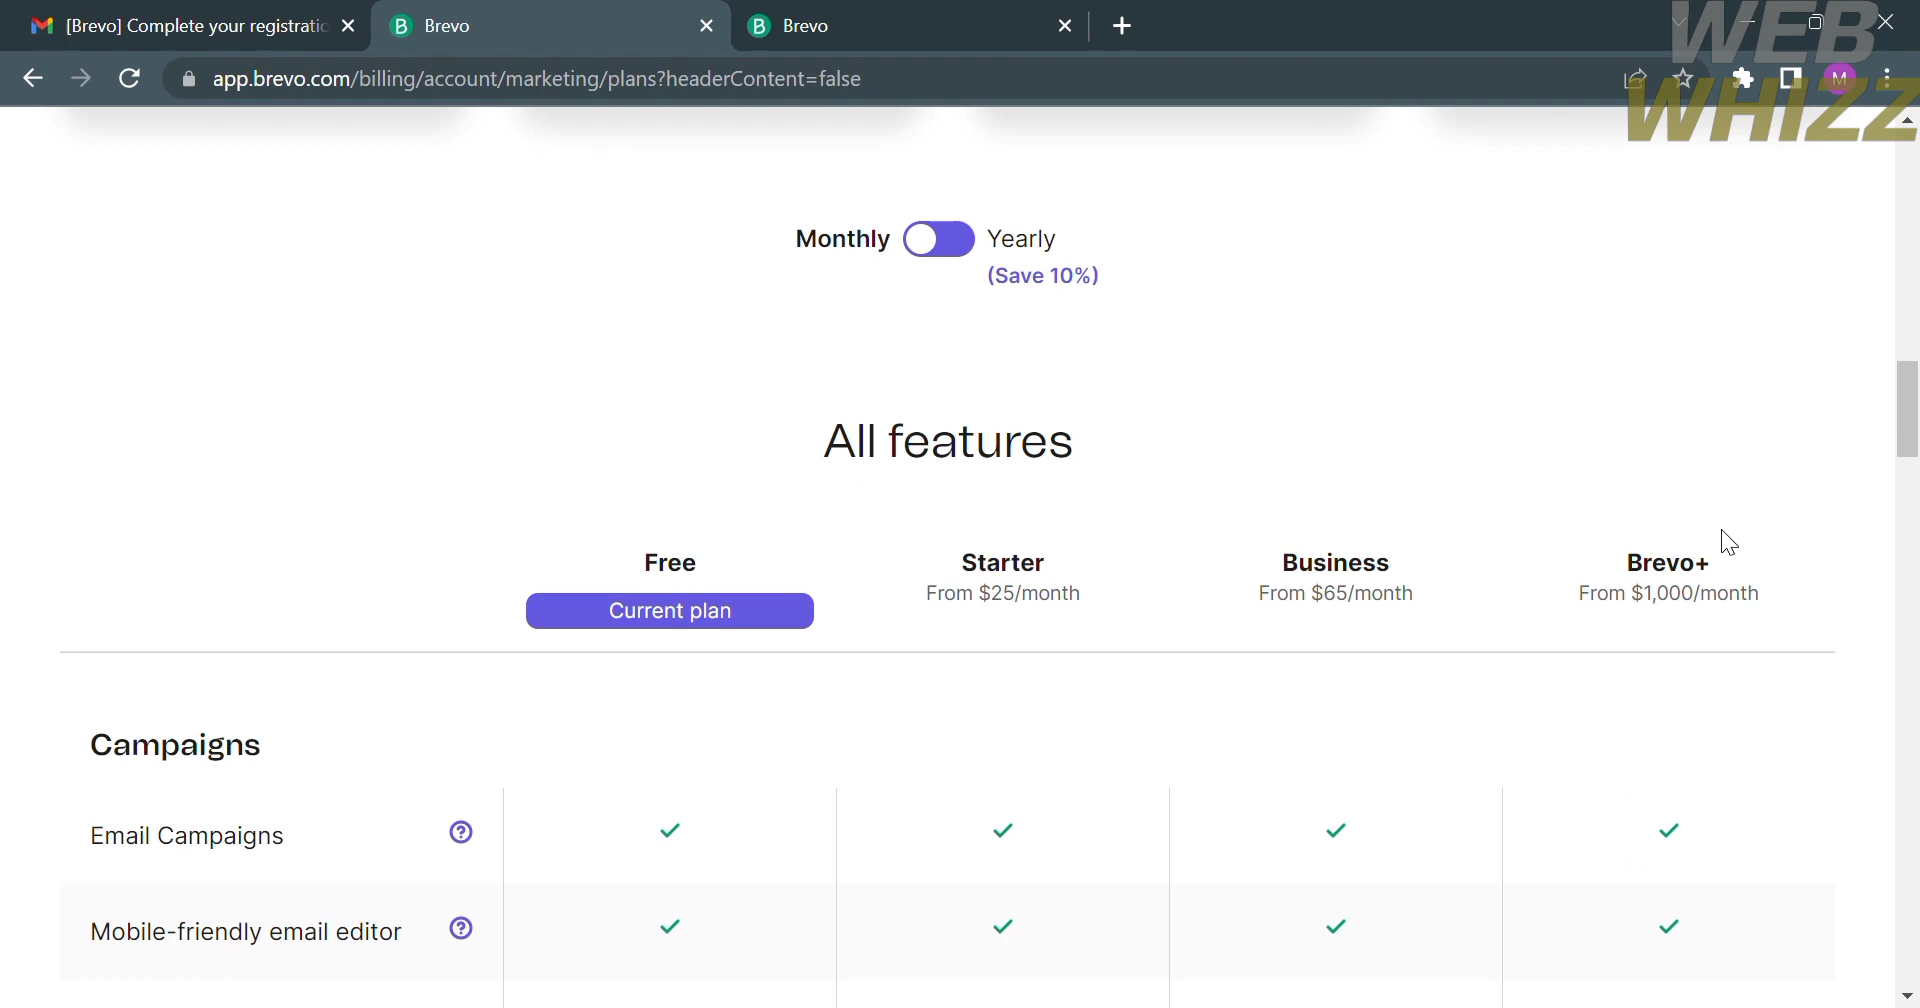 [Brevo] Complete your registratio
Brevo
Brevo
app.brevo.com/billing/account/marketing/plans?headerContent=false
M
WEB
WHIZZ
Monthly
Yearly
(Save 10%)
All features
Free
Starter
Business
Brevo+
Current plan
From $25/month
From $65/month
From $1,000/month
Campaigns
Email Campaigns
Mobile-friendly email editor